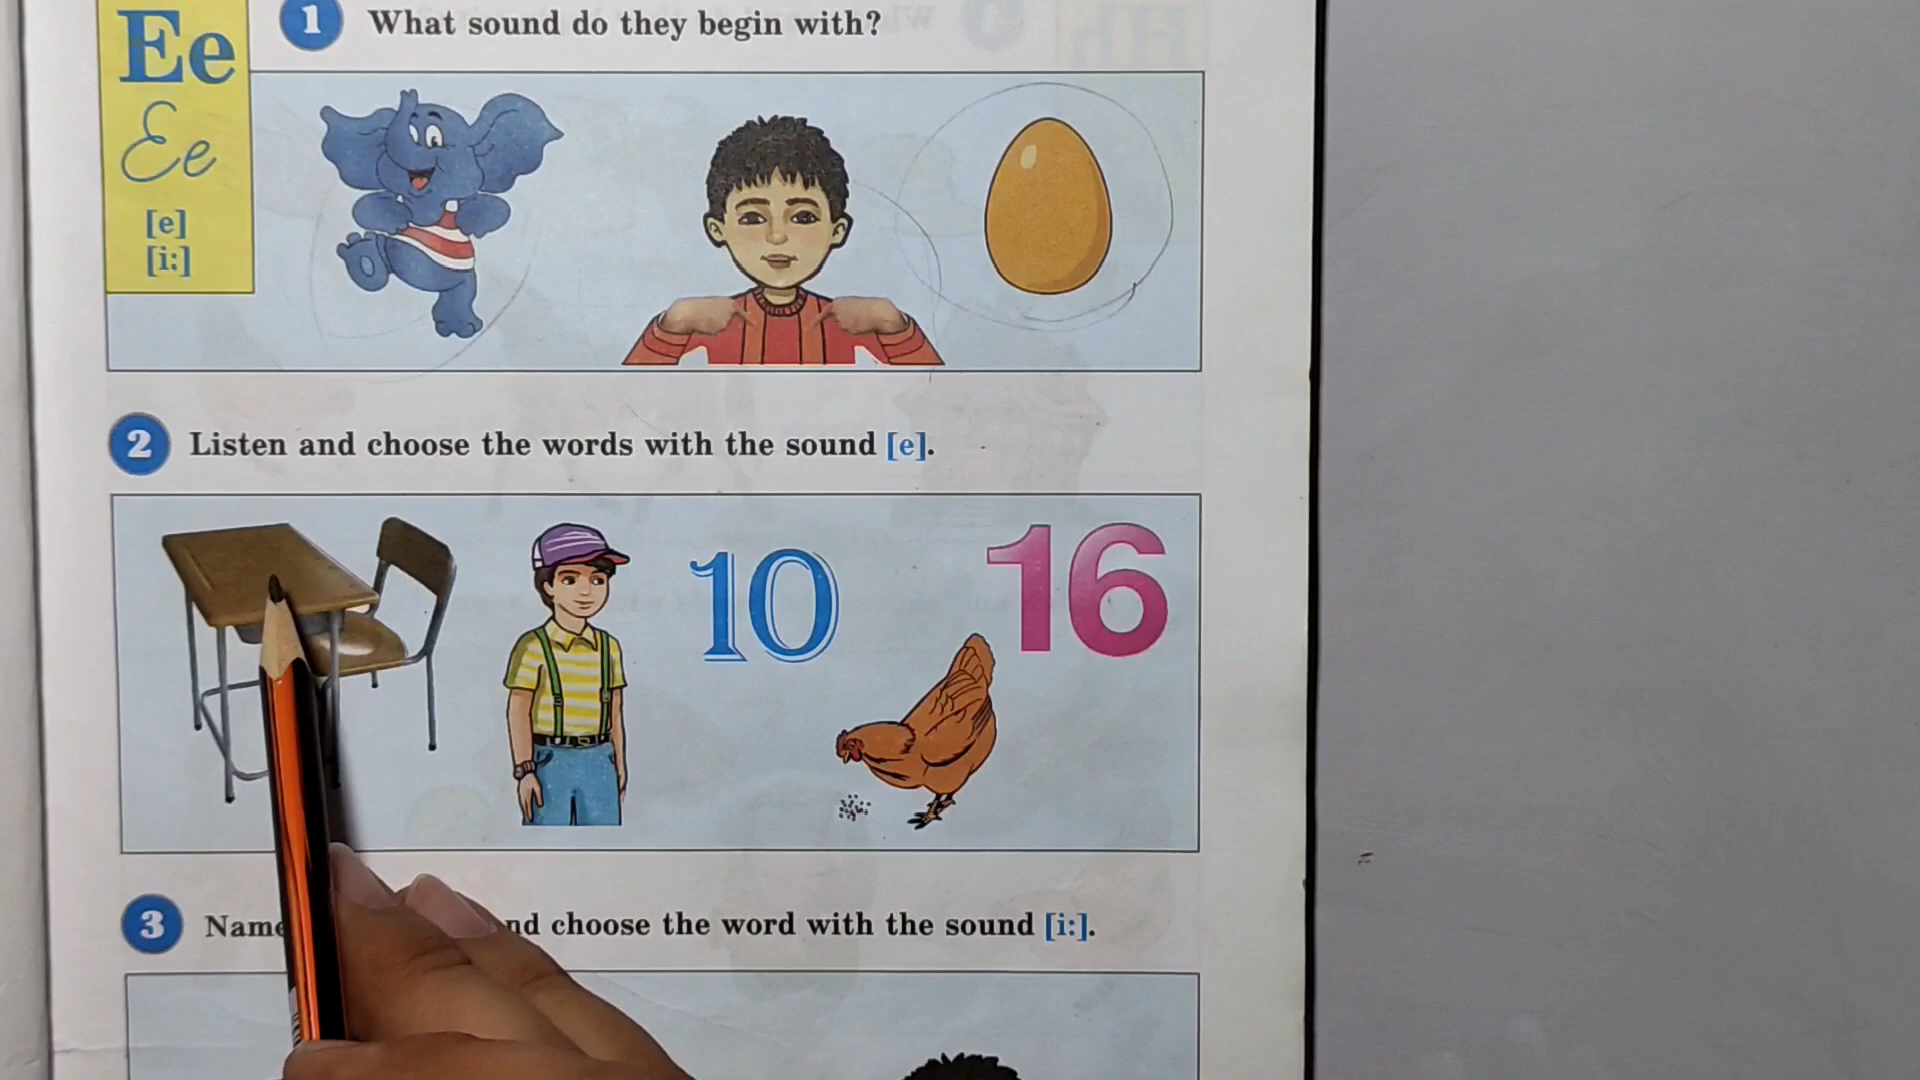 Ee
Ee
[e]
[i:]
1 What sound do they begin with?
2 Listen and choose the words with the sound [e].
10
16
3 Name nd choose the word with the sound [i:].